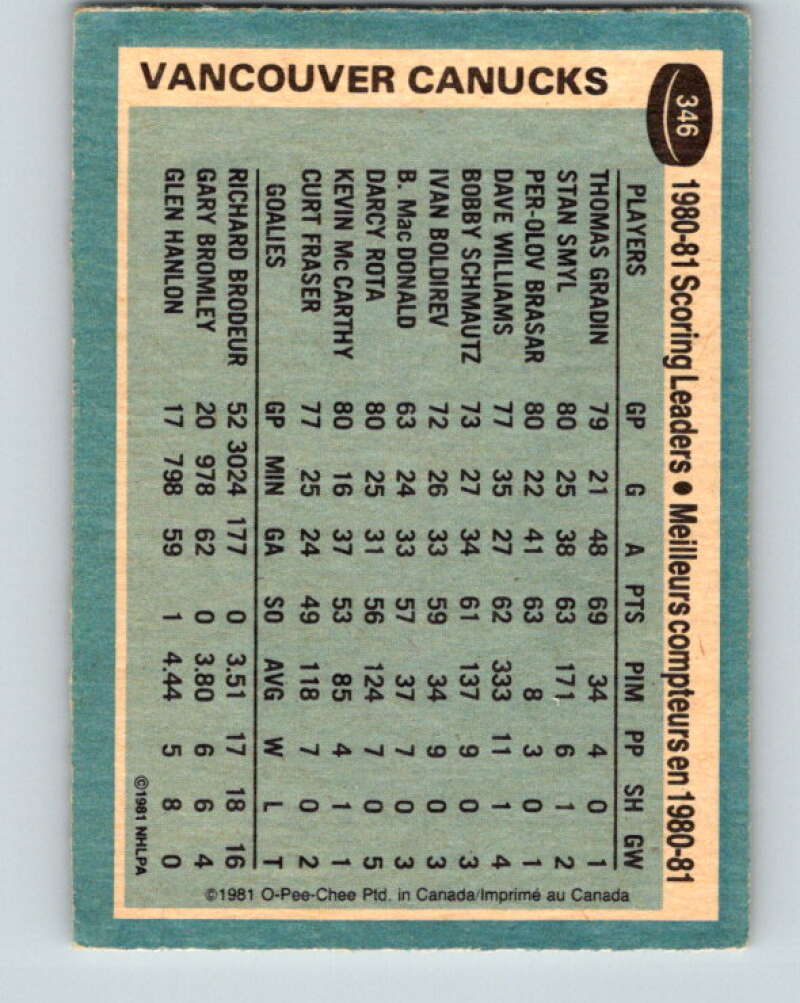 VANCOUVER CANUCKS
346
1980-81 Scoring Leaders • Meilleurs compteurs en 1980-81
PLAYERS GP G A PTS PIM PP SH GW
THOMAS GRADIN 79 21 48 69 34 4 0 1
STAN SMYL 80 25 38 63 171 6 1 2
PER-OLOV BRASAR 80 22 41 63 8 3 0 1
DAVE WILLIAMS 77 35 27 62 333 11 1 4
BOBBY SCHMAUTZ 73 27 34 61 137 9 0 3
IVAN BOLDIREV 72 26 33 59 34 9 0 3
B. MacDONALD 63 24 33 57 37 7 0 3
DARCY ROTA 80 25 31 56 124 7 0 5
KEVIN McCARTHY 80 16 37 53 85 4 1 1
CURT FRASER 77 25 24 49 118 7 0 2
GOALIES GP MIN GA SO AVG W L T
RICHARD BRODEUR 52 3024 177 0 3.51 17 18 16
GARY BROMLEY 20 978 62 0 3.80 6 6 4
GLEN HANLON 17 798 59 1 4.44 5 8 0
©1981 NHLPA
©1981 O-Pee-Chee Ptd. in Canada/Imprimé au Canada